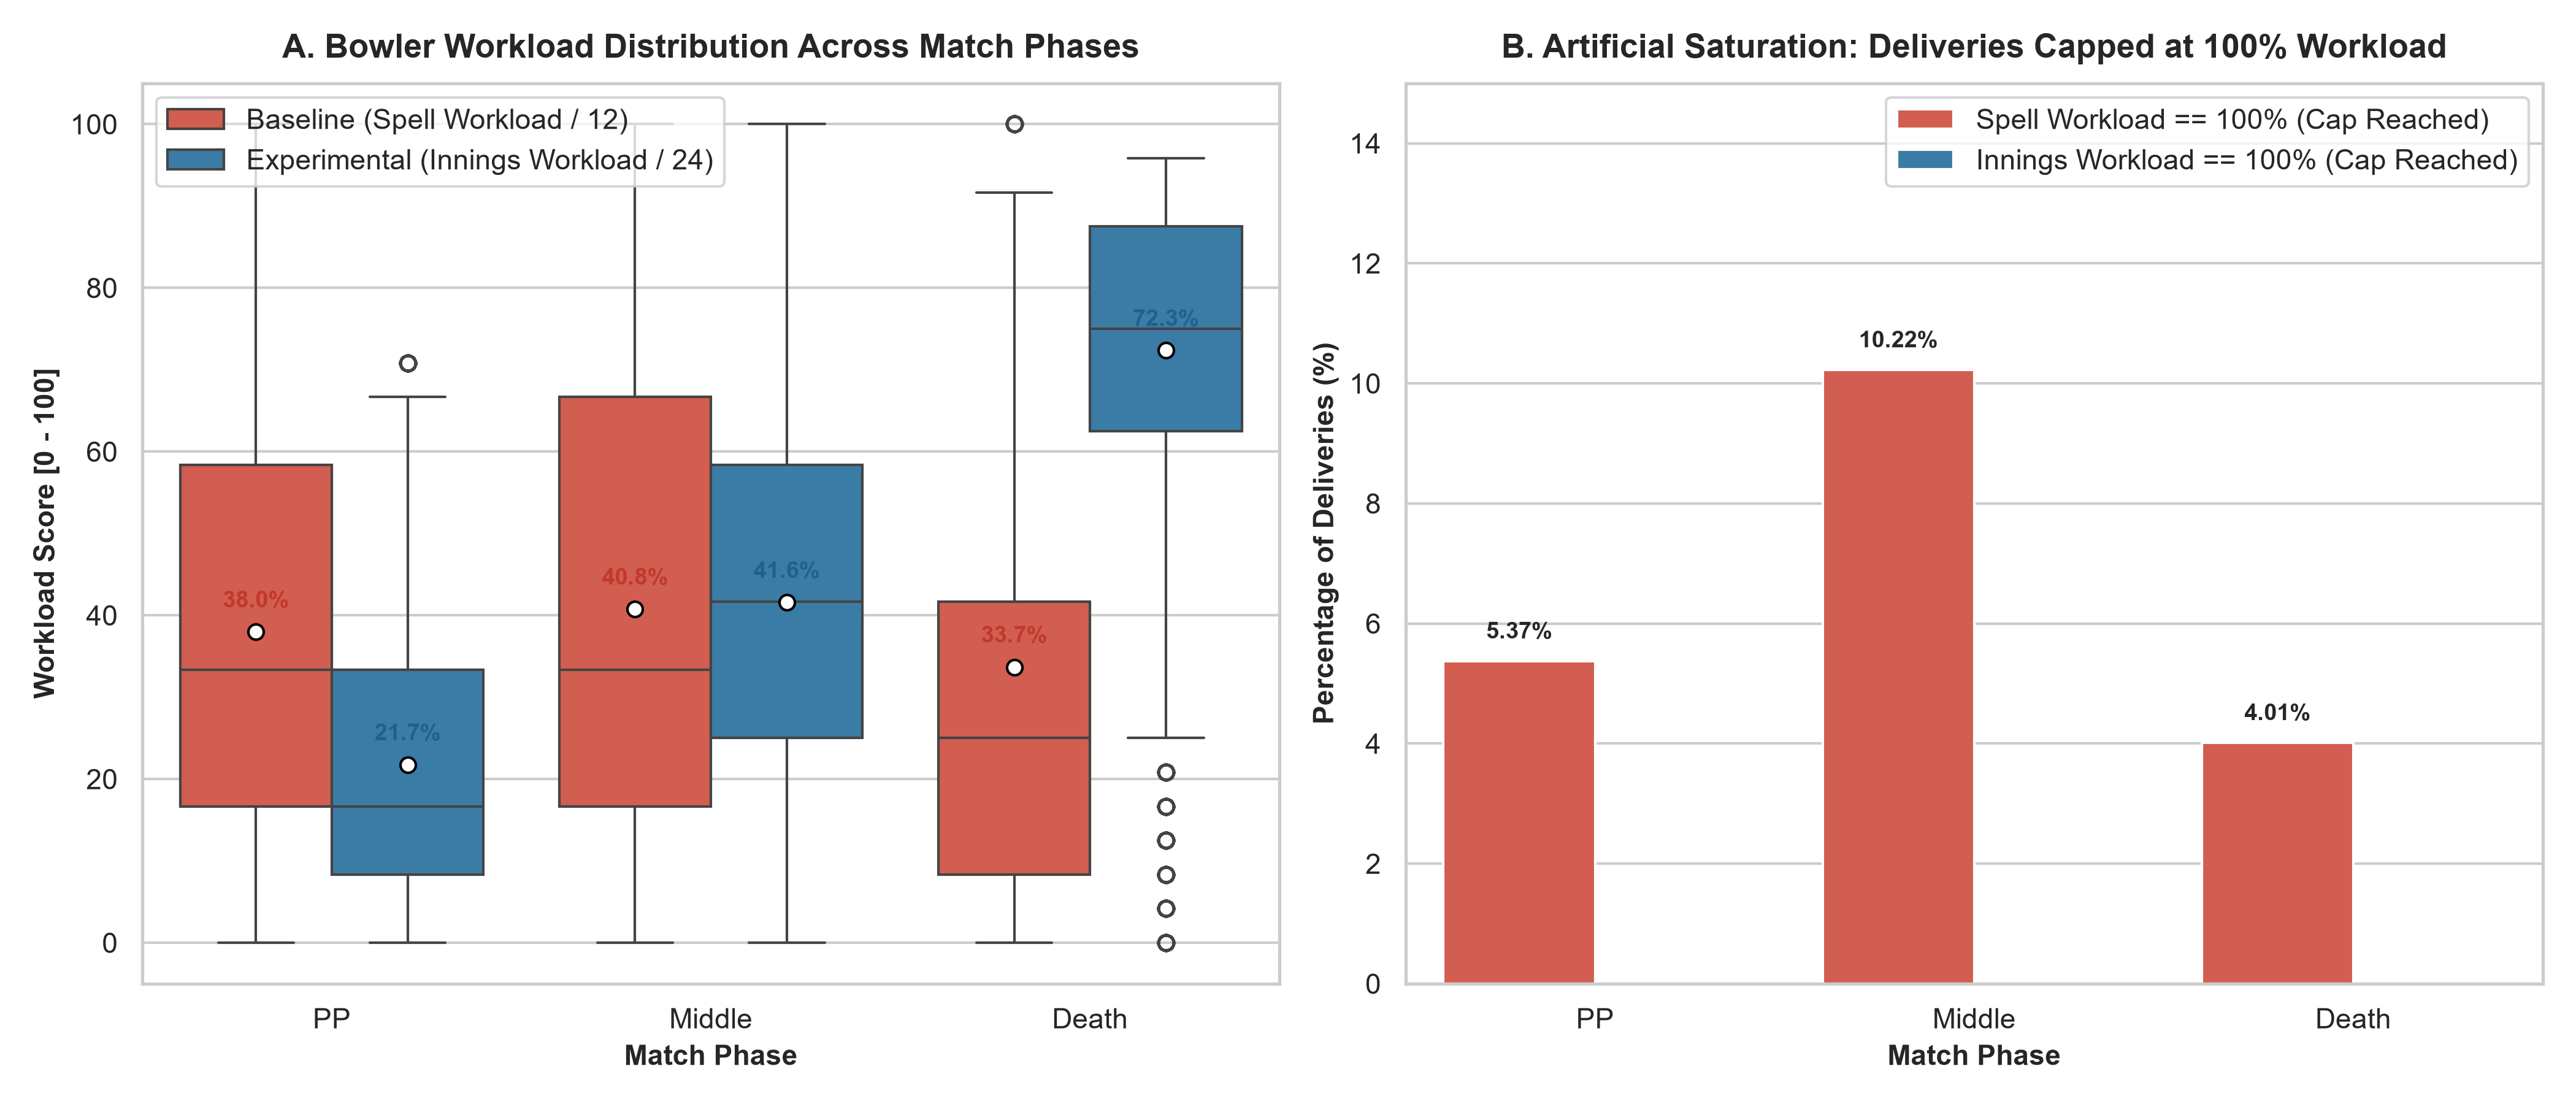 A. Bowler Workload Distribution Across Match Phases
Baseline (Spell Workload / 12)
Experimental (Innings Workload / 24)
Workload Score [0 - 100]
100
80
60
40
20
0
38.0%
21.7%
40.8%
41.6%
33.7%
72.3%
PP
Middle
Death
Match Phase
B. Artificial Saturation: Deliveries Capped at 100% Workload
Spell Workload == 100% (Cap Reached)
Innings Workload == 100% (Cap Reached)
Percentage of Deliveries (%)
14
12
10
8
6
4
2
0
5.37%
10.22%
4.01%
PP
Middle
Death
Match Phase